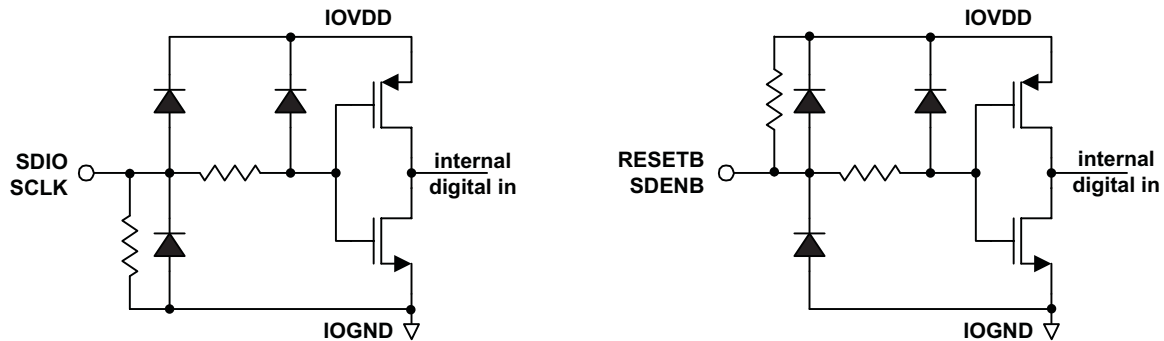 IOVDD
SDIO
SCLK
internal
digital in
IOGND
IOVDD
RESETB
SDENB
internal
digital in
IOGND